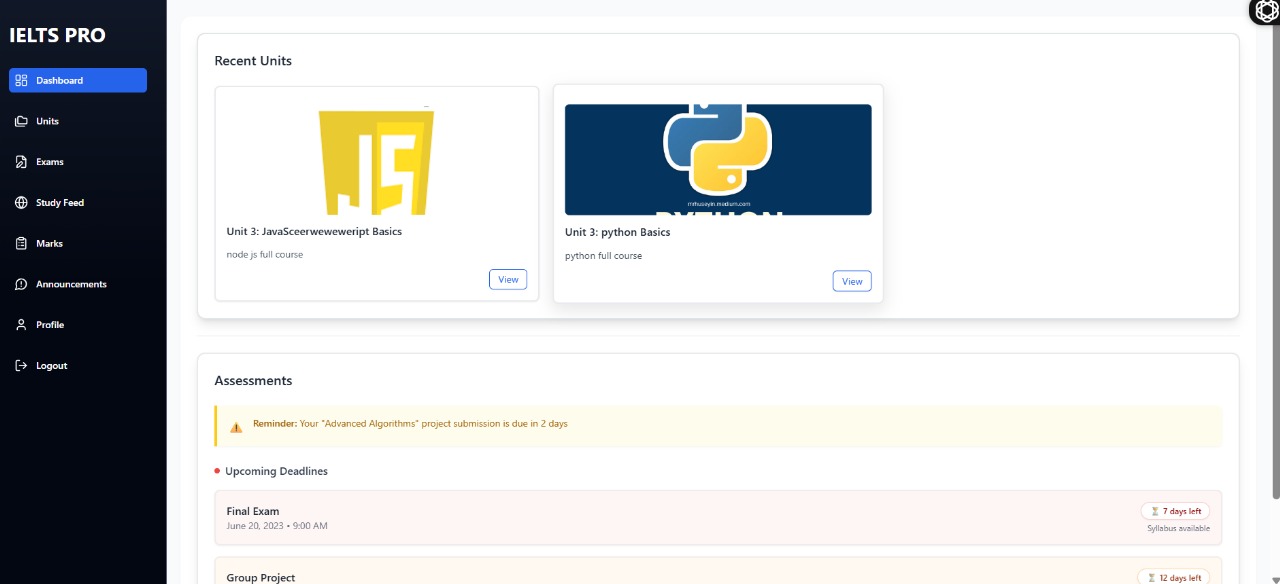 IELTS PRO
Dashboard
Units
Exams
Study Feed
Marks
Announcements
Profile
Logout
Recent Units
JS
Unit 3: JavaSceerweweweript Basics
node js full course
View
mrhuseyin.medium.com
PYTHON
Unit 3: python Basics
python full course
View
Assessments
Reminder: Your "Advanced Algorithms" project submission is due in 2 days
Upcoming Deadlines
Final Exam
June 20, 2023 • 9:00 AM
7 days left
Syllabus available
Group Project
12 days left